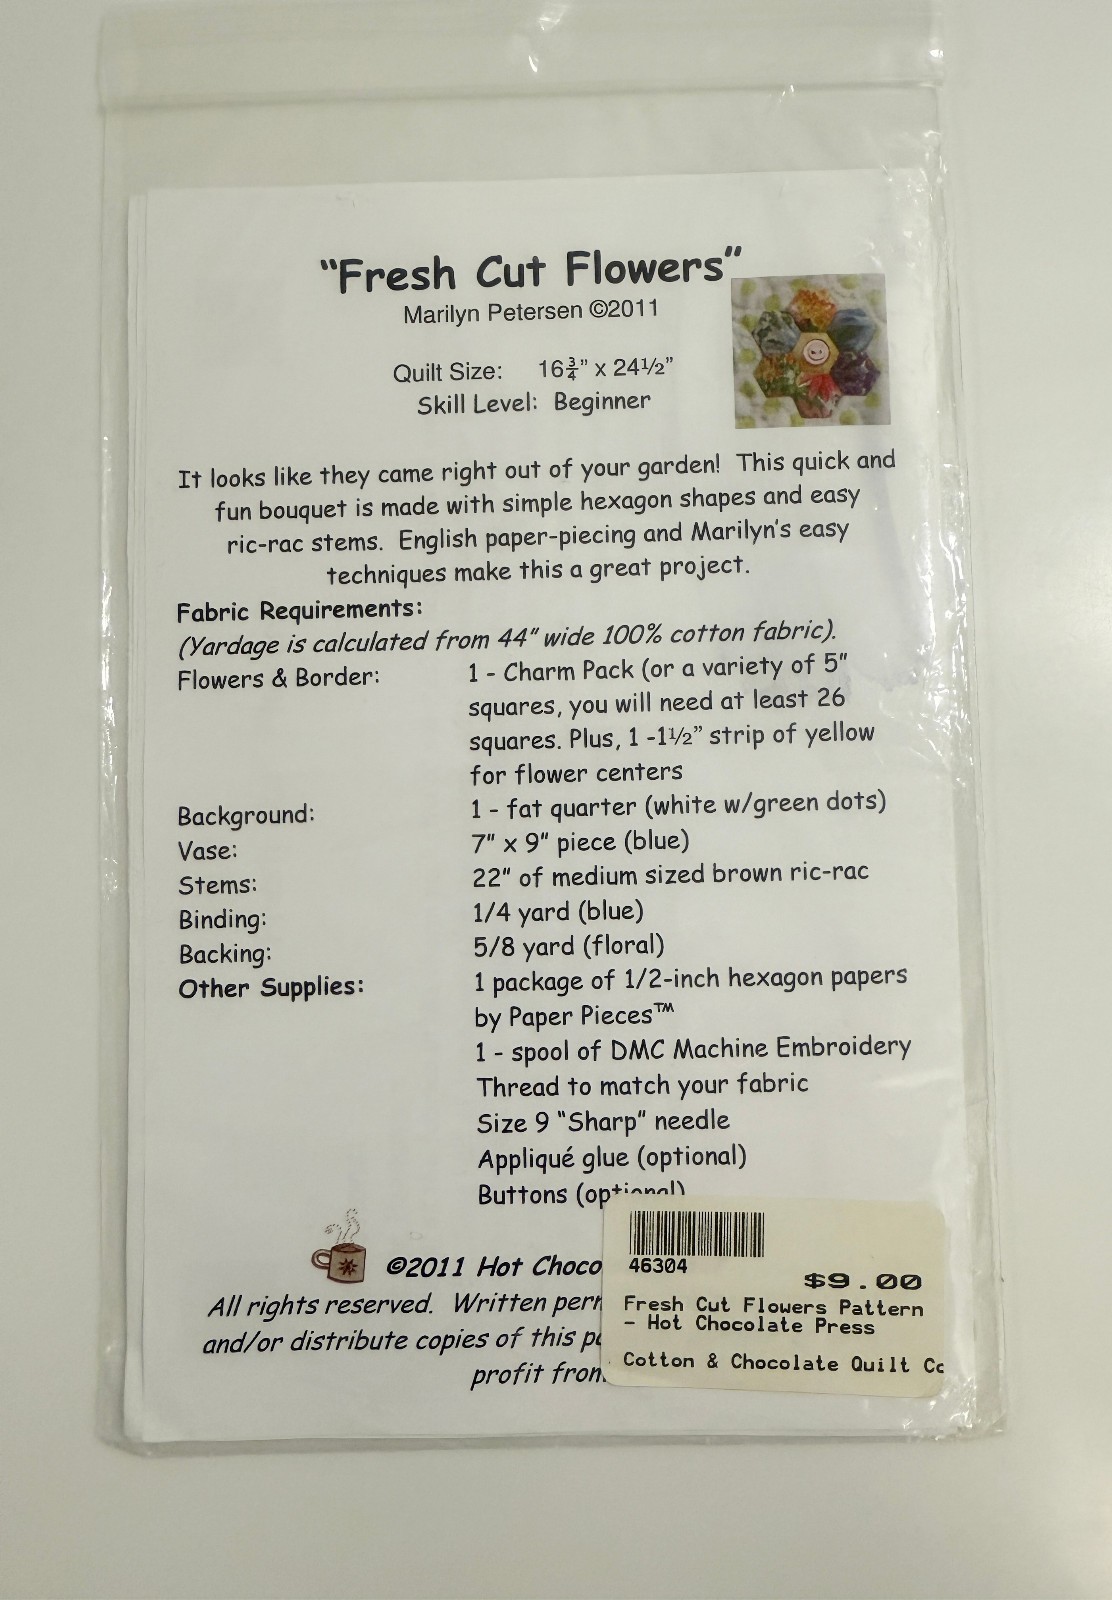 "Fresh Cut Flowers"
Marilyn Petersen ©2011
Quilt Size: 16¾" x 24½"
Skill Level: Beginner
It looks like they came right out of your garden! This quick and
fun bouquet is made with simple hexagon shapes and easy
ric-rac stems. English paper-piecing and Marilyn's easy
techniques make this a great project.
Fabric Requirements:
(Yardage is calculated from 44" wide 100% cotton fabric).
Flowers & Border: 1 - Charm Pack (or a variety of 5"
squares, you will need at least 26
squares. Plus, 1 -1½" strip of yellow
for flower centers
Background: 1 - fat quarter (white w/green dots)
Vase: 7" x 9" piece (blue)
Stems: 22" of medium sized brown ric-rac
Binding: 1/4 yard (blue)
Backing: 5/8 yard (floral)
Other Supplies: 1 package of 1/2-inch hexagon papers
by Paper Pieces™
1 - spool of DMC Machine Embroidery
Thread to match your fabric
Size 9 "Sharp" needle
Appliqué glue (optional)
Buttons (optional)
©2011 Hot Choco
All rights reserved. Written
and/or distribute copies of this
profit from
46304
$9.00
Fresh Cut Flowers Pattern
- Hot Chocolate Press
Cotton & Chocolate Quilt Co